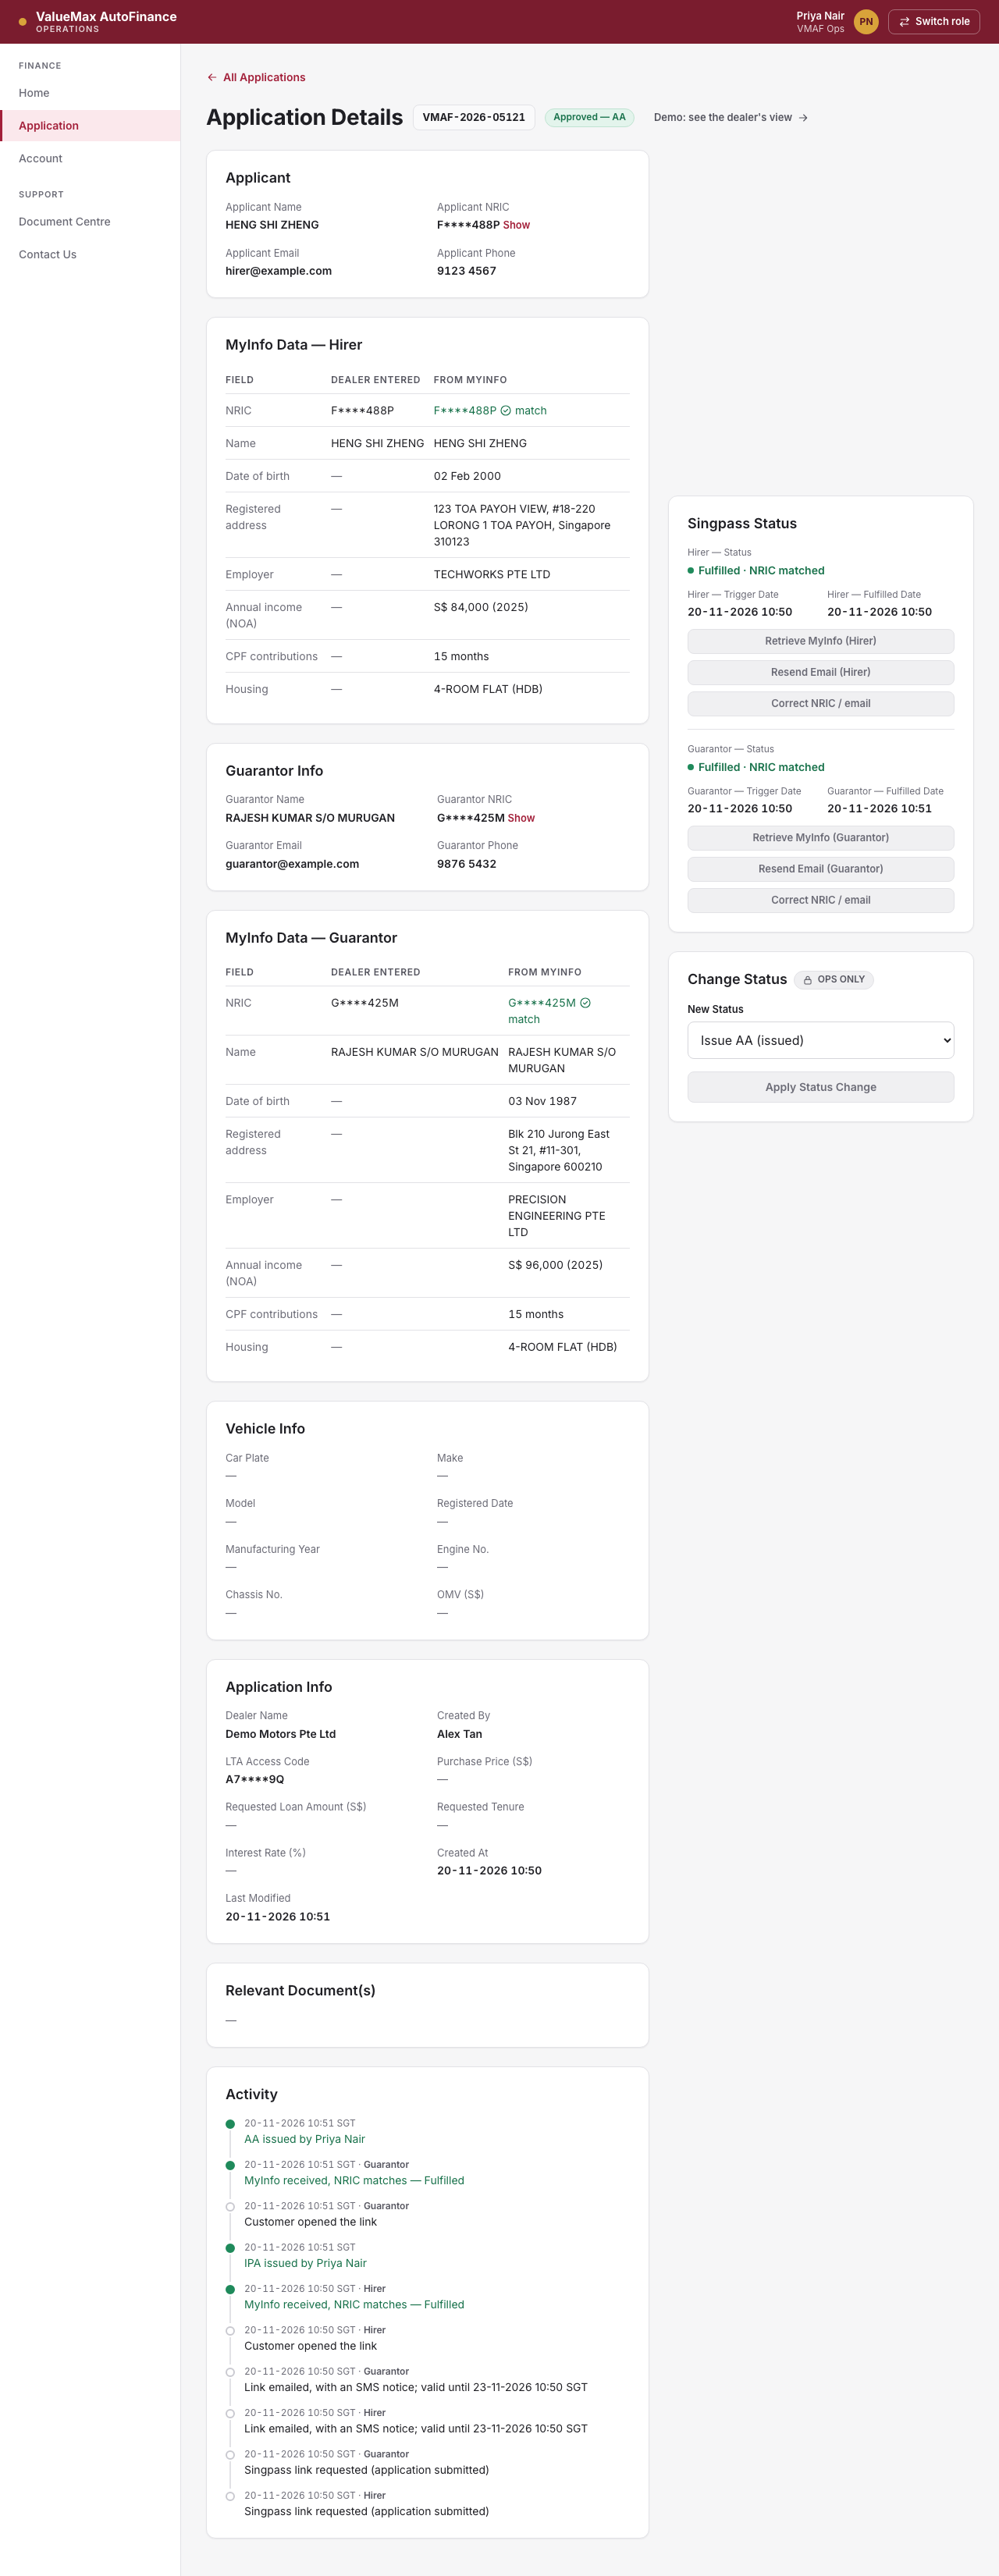 ValueMax AutoFinance
OPERATIONS
Priya Nair
VMAF Ops
PN
Switch role
FINANCE
Home
Application
Account
SUPPORT
Document Centre
Contact Us
← All Applications
Application Details
VMAF-2026-05121
Approved — AA
Demo: see the dealer's view →
Applicant
Applicant Name
HENG SHI ZHENG
Applicant NRIC
F****488P Show
Applicant Email
hirer@example.com
Applicant Phone
9123 4567
MyInfo Data — Hirer
FIELD DEALER ENTERED FROM MYINFO
NRIC F****488P F****488P match
Name HENG SHI ZHENG HENG SHI ZHENG
Date of birth — 02 Feb 2000
Registered address — 123 TOA PAYOH VIEW, #18-220
LORONG 1 TOA PAYOH, Singapore
310123
Employer — TECHWORKS PTE LTD
Annual income (NOA) — S$ 84,000 (2025)
CPF contributions — 15 months
Housing — 4-ROOM FLAT (HDB)
Guarantor Info
Guarantor Name
RAJESH KUMAR S/O MURUGAN
Guarantor NRIC
G****425M Show
Guarantor Email
guarantor@example.com
Guarantor Phone
9876 5432
MyInfo Data — Guarantor
FIELD DEALER ENTERED FROM MYINFO
NRIC G****425M G****425M
match
Name RAJESH KUMAR S/O MURUGAN RAJESH KUMAR S/O
MURUGAN
Date of birth — 03 Nov 1987
Registered address — Blk 210 Jurong East
St 21, #11-301,
Singapore 600210
Employer — PRECISION
ENGINEERING PTE
LTD
Annual income (NOA) — S$ 96,000 (2025)
CPF contributions — 15 months
Housing — 4-ROOM FLAT (HDB)
Vehicle Info
Car Plate
—
Make
—
Model
—
Registered Date
—
Manufacturing Year
—
Engine No.
—
Chassis No.
—
OMV (S$)
—
Application Info
Dealer Name
Demo Motors Pte Ltd
Created By
Alex Tan
LTA Access Code
A7****9Q
Purchase Price (S$)
—
Requested Loan Amount (S$)
—
Requested Tenure
—
Interest Rate (%)
—
Created At
20-11-2026 10:50
Last Modified
20-11-2026 10:51
Relevant Document(s)
—
Activity
20-11-2026 10:51 SGT
AA issued by Priya Nair
20-11-2026 10:51 SGT · Guarantor
MyInfo received, NRIC matches — Fulfilled
20-11-2026 10:51 SGT · Guarantor
Customer opened the link
20-11-2026 10:51 SGT
IPA issued by Priya Nair
20-11-2026 10:50 SGT · Hirer
MyInfo received, NRIC matches — Fulfilled
20-11-2026 10:50 SGT · Hirer
Customer opened the link
20-11-2026 10:50 SGT · Guarantor
Link emailed, with an SMS notice; valid until 23-11-2026 10:50 SGT
20-11-2026 10:50 SGT · Hirer
Link emailed, with an SMS notice; valid until 23-11-2026 10:50 SGT
20-11-2026 10:50 SGT · Guarantor
Singpass link requested (application submitted)
20-11-2026 10:50 SGT · Hirer
Singpass link requested (application submitted)
Singpass Status
Hirer — Status
Fulfilled · NRIC matched
Hirer — Trigger Date
20-11-2026 10:50
Hirer — Fulfilled Date
20-11-2026 10:50
Retrieve MyInfo (Hirer)
Resend Email (Hirer)
Correct NRIC / email
Guarantor — Status
Fulfilled · NRIC matched
Guarantor — Trigger Date
20-11-2026 10:50
Guarantor — Fulfilled Date
20-11-2026 10:51
Retrieve MyInfo (Guarantor)
Resend Email (Guarantor)
Correct NRIC / email
Change Status
OPS ONLY
New Status
Issue AA (issued)
Apply Status Change